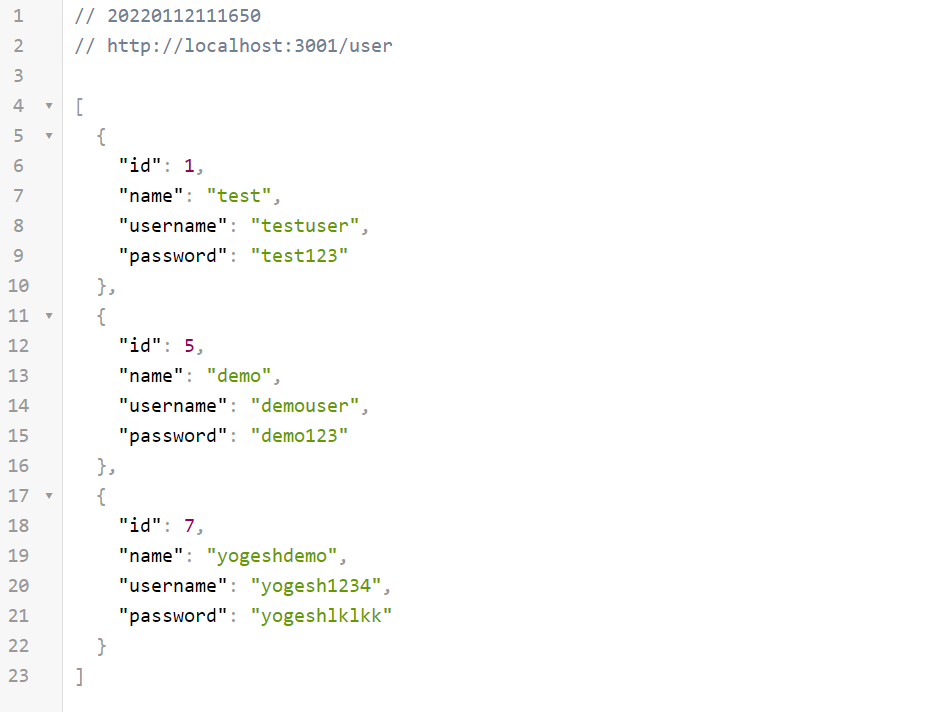 1 // 20220112111650
2 // http://localhost:3001/user
3
4 [
5 {
6 "id": 1,
7 "name": "test",
8 "username": "testuser",
9 "password": "test123"
10 },
11 {
12 "id": 5,
13 "name": "demo",
14 "username": "demouser",
15 "password": "demo123"
16 },
17 {
18 "id": 7,
19 "name": "yogeshdemo",
20 "username": "yogesh1234",
21 "password": "yogeshlklkk"
22 }
23 ]